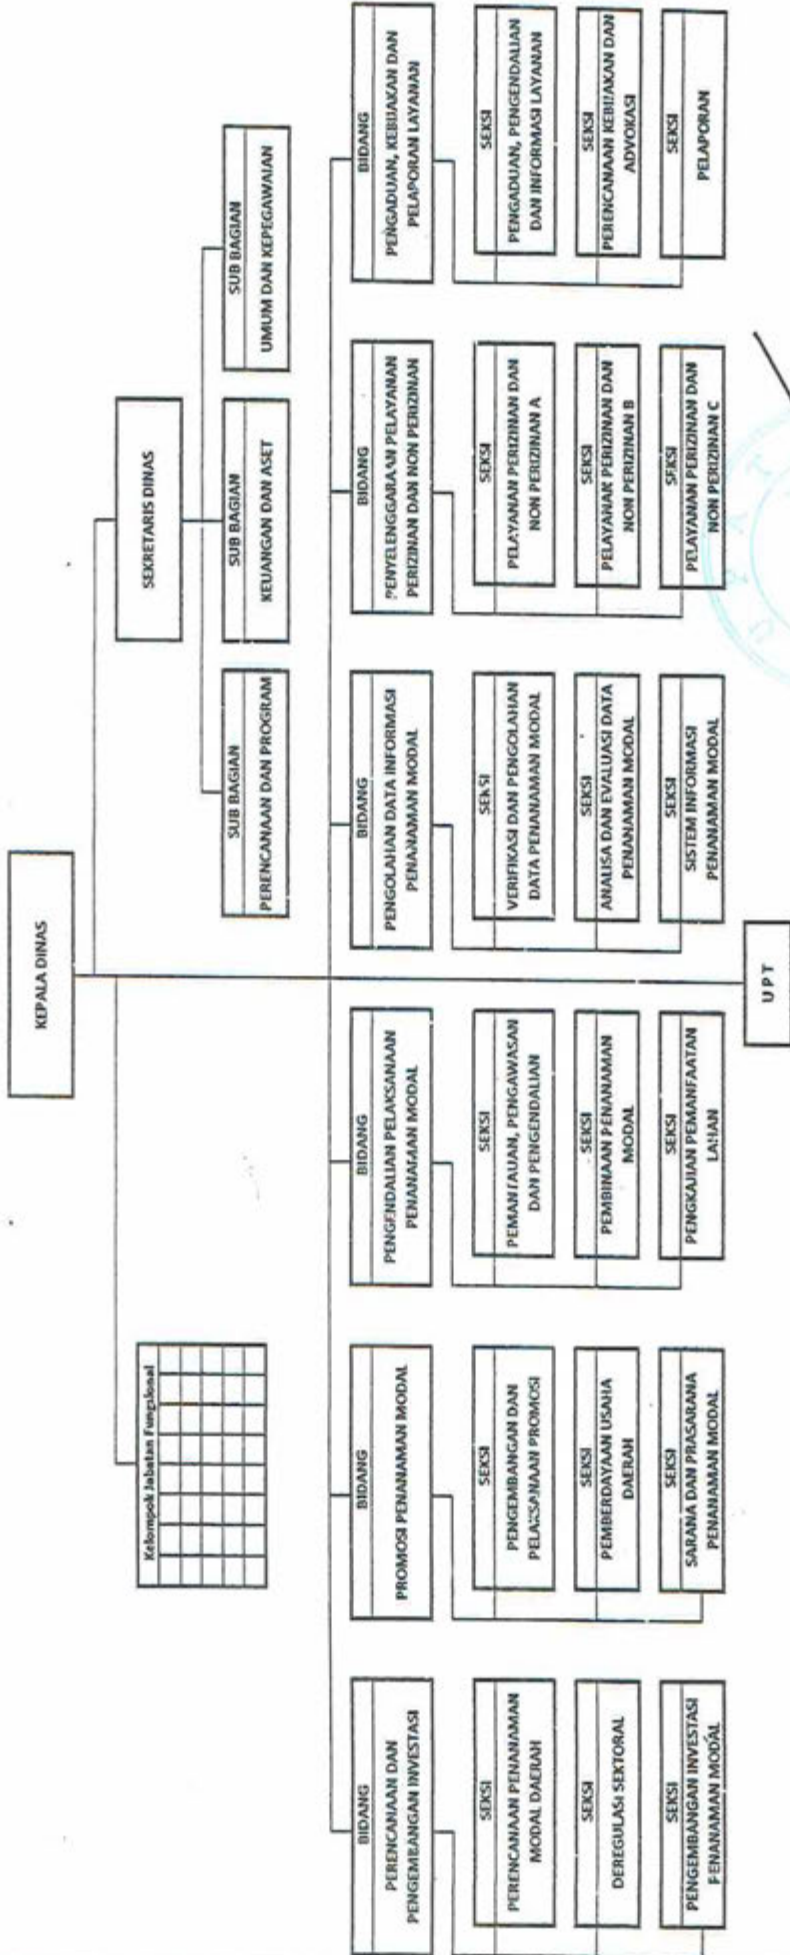 KEPALA DINAS
Kelompok Jabatan Fungsional
SEKRETARIS DINAS
SUB BAGIAN
PERENCANAAN DAN PROGRAM
SUB BAGIAN
KEUANGAN DAN ASET
SUB BAGIAN
UMUM DAN KEPEGAWAIAN
BIDANG
PERENCANAAN DAN
PENGEMBANGAN INVESTASI
SEKSI
PERENCANAAN PENANAMAN
MODAL DAERAH
SEKSI
DEREGULASI SEKTORAL
SEKSI
PENGEMBANGAN INVESTASI
PENANAMAN MODAL
BIDANG
PROMOSI PENANAMAN MODAL
SEKSI
PENGEMBANGAN DAN
PELAKSANAAN PROMOSI
SEKSI
PEMBERDAYAAN USAHA
DAERAH
SEKSI
SARANA DAN PRASARANA
PENANAMAN MODAL
BIDANG
PENGENDALIAN PELAKSANAAN
PENANAMAN MODAL
SEKSI
PEMANTAUAN, PENGAWASAN
DAN PENGENDALIAN
SEKSI
PEMBINAAN PENANAMAN
MODAL
SEKSI
PENGKAJIAN PEMANFAATAN
LAHAN
BIDANG
PENGOLAHAN DATA INFORMASI
PENANAMAN MODAL
SEKSI
VERIFIKASI DAN PENGOLAHAN
DATA PENANAMAN MODAL
SEKSI
ANALISA DAN EVALUASI DATA
PENANAMAN MODAL
SEKSI
SISTEM INFORMASI
PENANAMAN MODAL
BIDANG
PENYELENGGARAAN PELAYANAN
PERIZINAN DAN NON PERIZINAN
SEKSI
PELAYANAN PERIZINAN DAN
NON PERIZINAN A
SEKSI
PELAYANAN PERIZINAN DAN
NON PERIZINAN B
SEKSI
PELAYANAN PERIZINAN DAN
NON PERIZINAN C
BIDANG
PENGADUAN, KEBIJAKAN DAN
PELAPORAN LAYANAN
SEKSI
PENGADUAN, PENGENDALIAN
DAN INFORMASI LAYANAN
SEKSI
PERENCANAAN KEBIJAKAN DAN
ADVOKASI
SEKSI
PELAPORAN
UPT